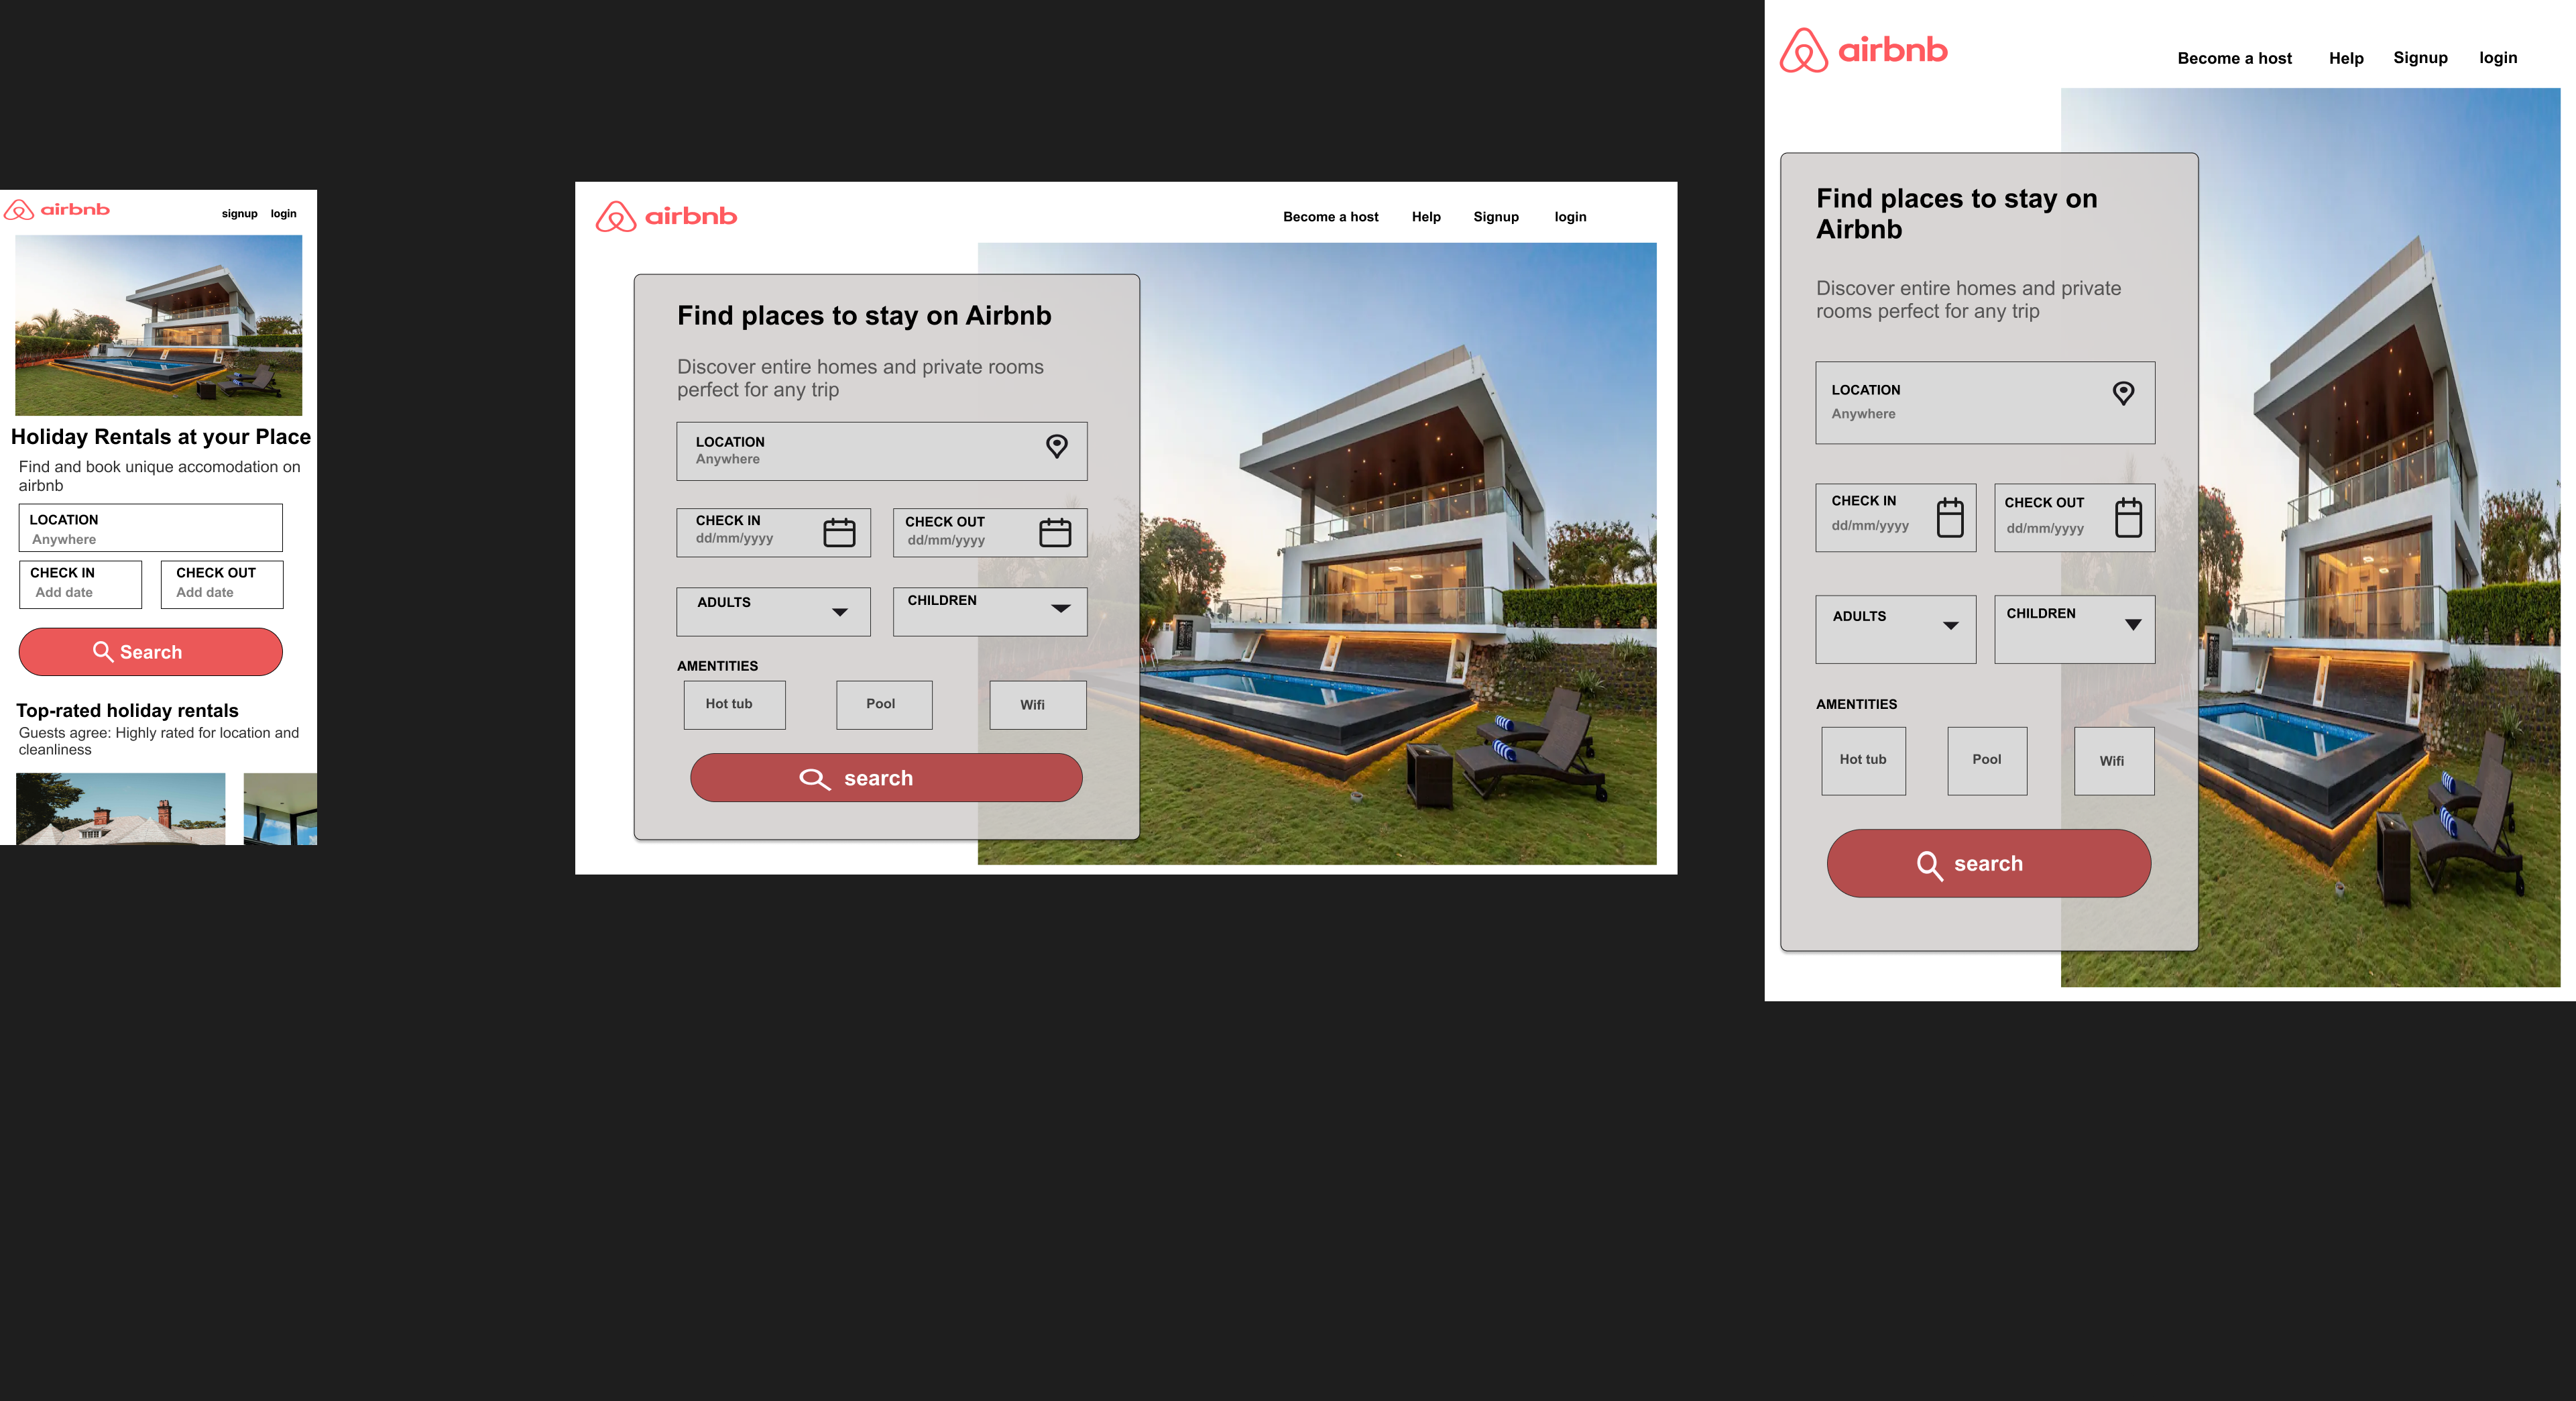 airbnb
signup login
Holiday Rentals at your Place
Find and book unique accomodation on
airbnb
LOCATION
Anywhere
CHECK IN CHECK OUT
Add date Add date
Search
Top-rated holiday rentals
Guests agree: Highly rated for location and
cleanliness
airbnb
Become a host Help Signup login
Find places to stay on Airbnb
Discover entire homes and private rooms
perfect for any trip
LOCATION
Anywhere
CHECK IN CHECK OUT
dd/mm/yyyy dd/mm/yyyy
ADULTS CHILDREN
AMENTITIES
Hot tub Pool Wifi
search
airbnb
Become a host Help Signup login
Find places to stay on
Airbnb
Discover entire homes and private
rooms perfect for any trip
LOCATION
Anywhere
CHECK IN CHECK OUT
dd/mm/yyyy dd/mm/yyyy
ADULTS CHILDREN
AMENTITIES
Hot tub Pool Wifi
search